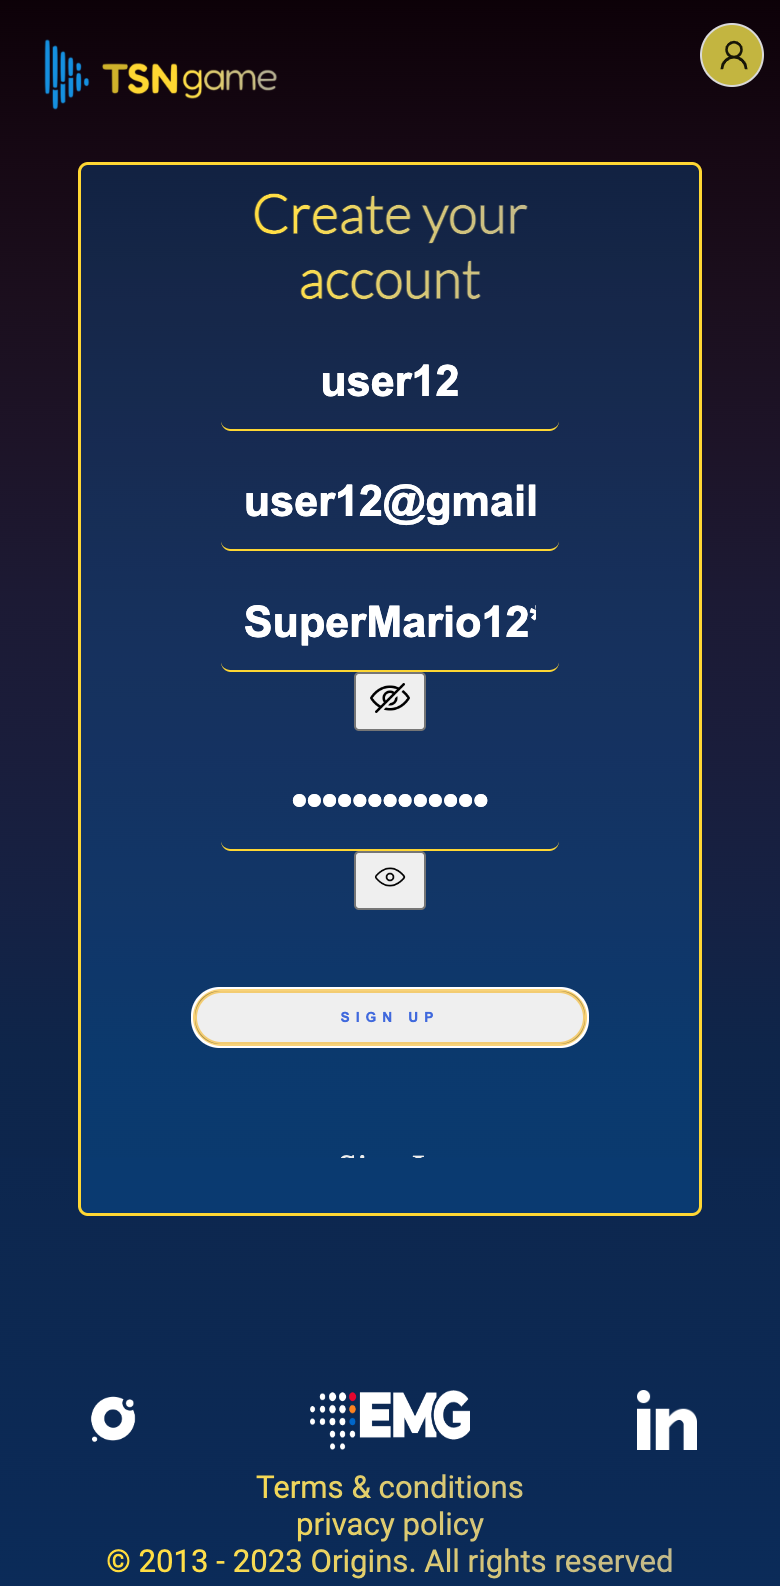 TSNgame
Create your
account
user12
user12@gmail
SuperMario12
•••••••••••••
SIGN UP
EMG
in
Terms & conditions
privacy policy
© 2013 - 2023 Origins. All rights reserved